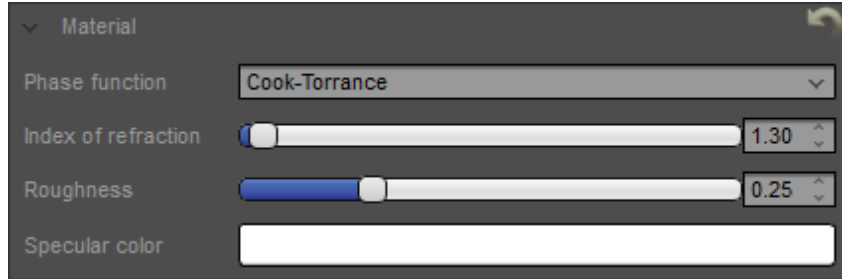 Material
Phase function Cook-Torrance
Index of refraction 1.30
Roughness 0.25
Specular color